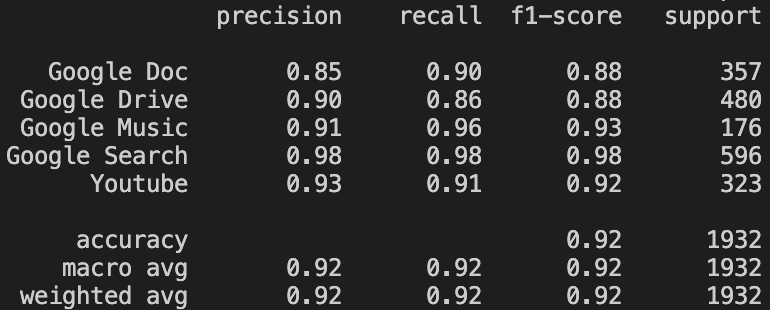 precision recall f1-score support
Google Doc 0.85 0.90 0.88 357
Google Drive 0.90 0.86 0.88 480
Google Music 0.91 0.96 0.93 176
Google Search 0.98 0.98 0.98 596
Youtube 0.93 0.91 0.92 323
accuracy 0.92 1932
macro avg 0.92 0.92 0.92 1932
weighted avg 0.92 0.92 0.92 1932